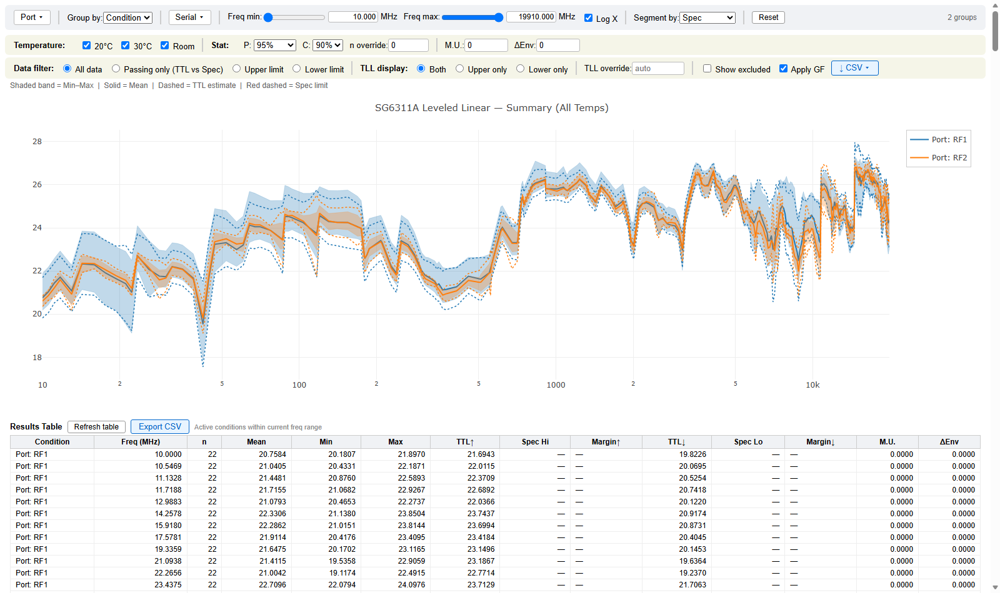 Port Group by: Condition Serial Freq min: 10.000 MHz Freq max: 19910.000 MHz Log X Segment by: Spec Reset 2 groups
Temperature: 20°C 30°C Room Stat: P: 95% C: 90% n override: 0 M.U.: 0 ΔEnv: 0
Data filter: All data Passing only (TTL vs Spec) Upper limit Lower limit TLL display: Both Upper only Lower only TLL override: auto Show excluded Apply GF ↓ CSV
Shaded band = Min–Max | Solid = Mean | Dashed = TTL estimate | Red dashed = Spec limit
SG6311A Leveled Linear — Summary (All Temps)
Port: RF1
Port: RF2
28
26
24
22
20
18
10 2 5 100 2 5 1000 2 5 10k
Results Table Refresh table Export CSV Active conditions within current freq range
Condition Freq (MHz) n Mean Min Max TTL↑ Spec Hi Margin↑ TTL↓ Spec Lo Margin↓ M.U. ΔEnv
Port: RF1 10.0000 22 20.7584 20.1807 21.8970 21.6943 — — 19.8226 — — 0.0000 0.0000
Port: RF1 10.5469 22 21.0405 20.4331 22.1871 22.0115 — — 20.0695 — — 0.0000 0.0000
Port: RF1 11.1328 22 21.4481 20.8760 22.5893 22.3709 — — 20.5254 — — 0.0000 0.0000
Port: RF1 11.7188 22 21.7155 21.0682 22.9267 22.6892 — — 20.7418 — — 0.0000 0.0000
Port: RF1 12.9883 22 21.0793 20.4653 22.2737 22.0366 — — 20.1220 — — 0.0000 0.0000
Port: RF1 14.2578 22 22.3306 21.1380 23.8504 23.7437 — — 20.9174 — — 0.0000 0.0000
Port: RF1 15.9180 22 22.2862 21.0151 23.8144 23.6994 — — 20.8731 — — 0.0000 0.0000
Port: RF1 17.5781 22 21.9114 20.4176 23.4095 23.4184 — — 20.4045 — — 0.0000 0.0000
Port: RF1 19.3359 22 21.6475 20.1702 23.1165 23.1496 — — 20.1453 — — 0.0000 0.0000
Port: RF1 21.0938 22 21.4115 19.5358 22.9059 23.1867 — — 19.6364 — — 0.0000 0.0000
Port: RF1 22.2656 22 21.0042 19.1174 22.4915 22.7714 — — 19.2370 — — 0.0000 0.0000
Port: RF1 23.4375 22 22.7096 22.0794 24.0976 23.7129 — — 21.7063 — — 0.0000 0.0000